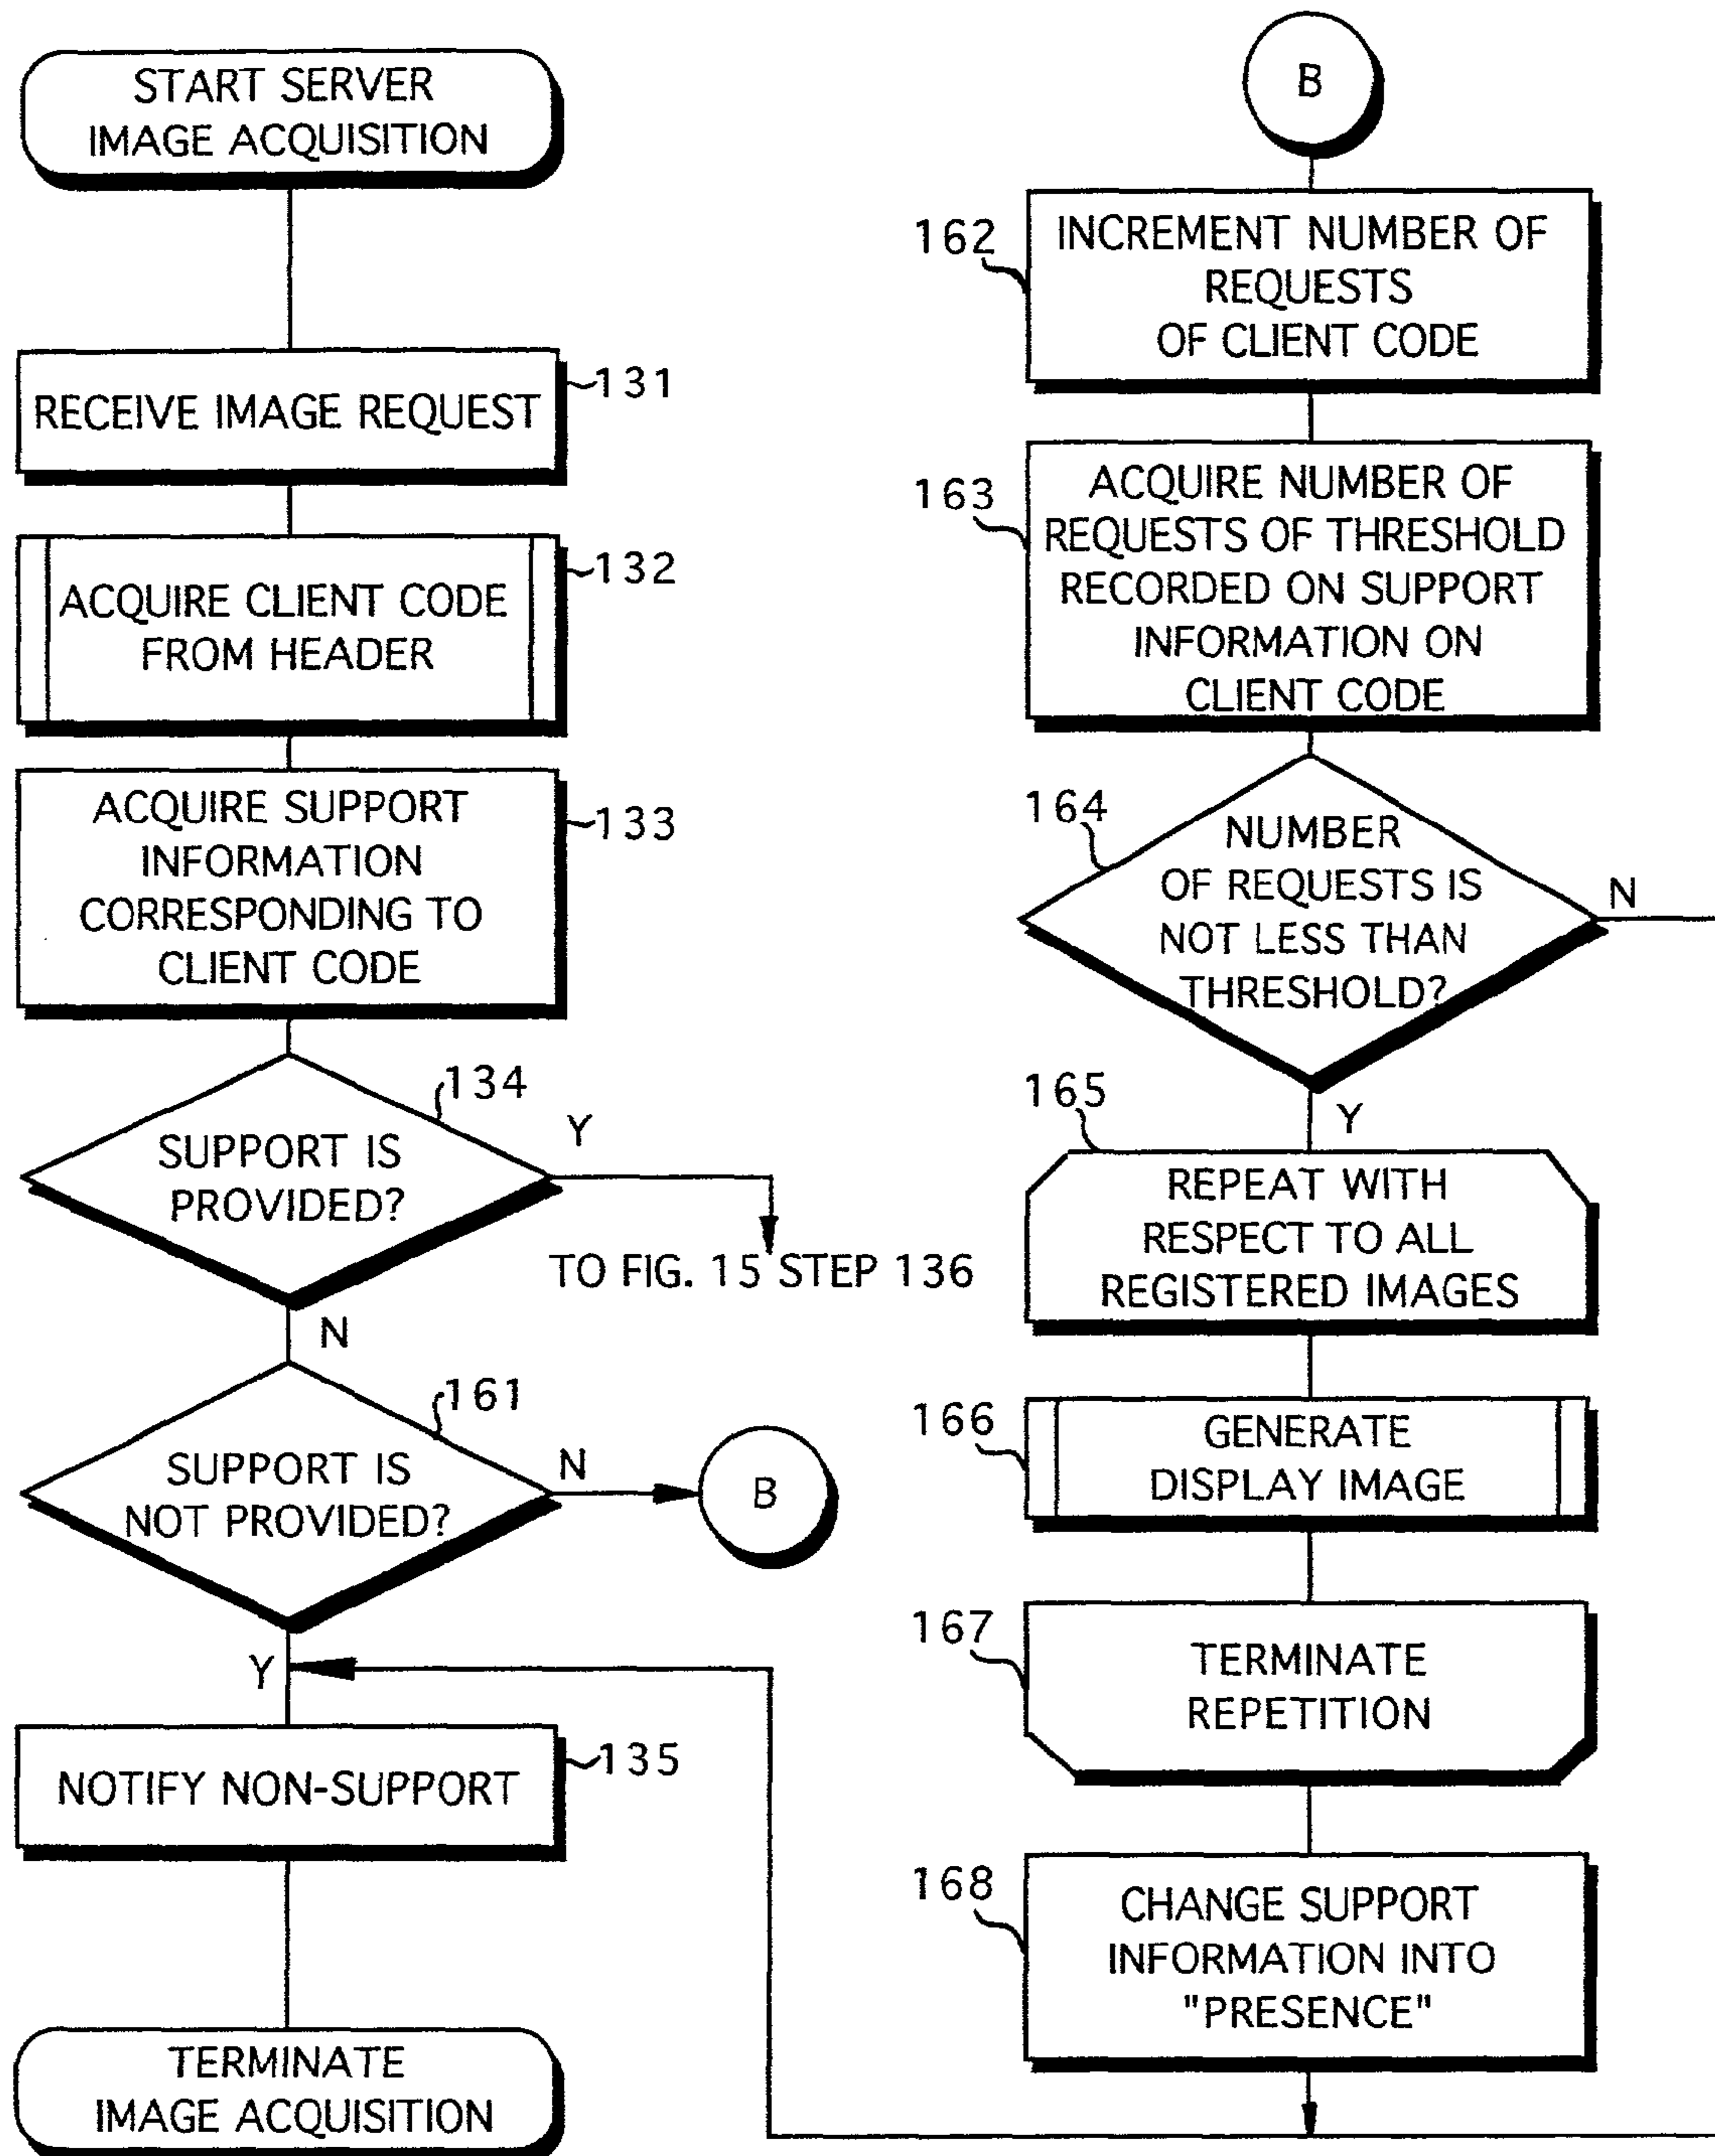 START SERVER
IMAGE ACQUISITION
RECEIVE IMAGE REQUEST
131
ACQUIRE CLIENT CODE
FROM HEADER
132
ACQUIRE SUPPORT
INFORMATION
CORRESPONDING TO
CLIENT CODE
133
134
SUPPORT IS
PROVIDED?
Y
TO FIG. 15 STEP 136
N
161
SUPPORT IS
NOT PROVIDED?
N
B
Y
NOTIFY NON-SUPPORT
135
TERMINATE
IMAGE ACQUISITION
B
162
INCREMENT NUMBER OF
REQUESTS
OF CLIENT CODE
163
ACQUIRE NUMBER OF
REQUESTS OF THRESHOLD
RECORDED ON SUPPORT
INFORMATION ON
CLIENT CODE
164
NUMBER
OF REQUESTS IS
NOT LESS THAN
THRESHOLD?
N
Y
165
REPEAT WITH
RESPECT TO ALL
REGISTERED IMAGES
166
GENERATE
DISPLAY IMAGE
167
TERMINATE
REPETITION
168
CHANGE SUPPORT
INFORMATION INTO
"PRESENCE"